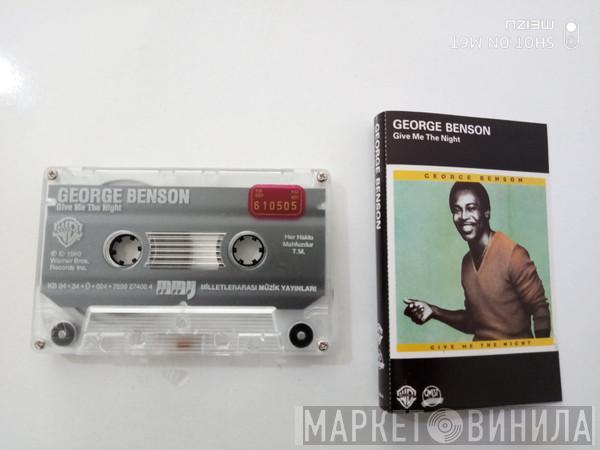 SHOT ON M6T
MEIZU
GEORGE BENSON
Give Me The Night
610505
Her Hakkı
Mahfuzdur
T.M.
℗ © 1980
Warner Bros.
Records Inc.
MMY
MİLLETLERARASI MÜZİK YAYINLARI
GEORGE BENSON
GEORGE BENSON
Give Me The Night
GEORGE BENSON
GIVE ME THE NIGHT
МАРКЕТ ВИНИЛА